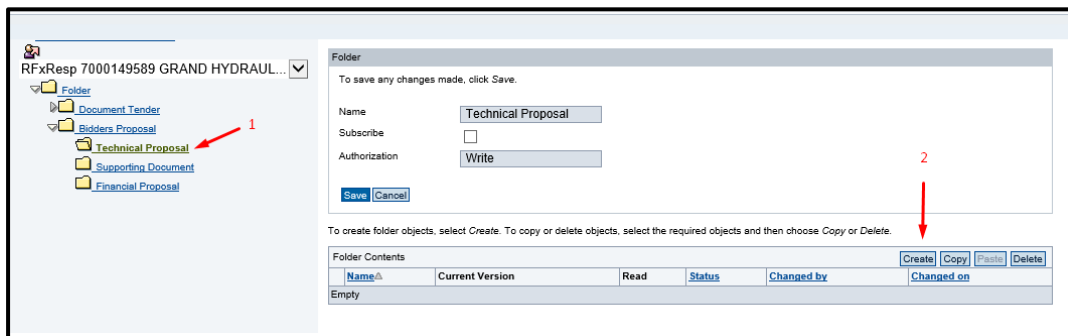 RFxResp 7000149589 GRAND HYDRAUL...
Folder
Document Tender
Bidders Proposal
1
Technical Proposal
Supporting Document
Financial Proposal
Folder
To save any changes made, click Save.
Name Technical Proposal
Subscribe
Authorization Write
2
Save Cancel
To create folder objects, select Create. To copy or delete objects, select the required objects and then choose Copy or Delete.
Folder Contents Create Copy Paste Delete
Name Current Version Read Status Changed by Changed on
Empty